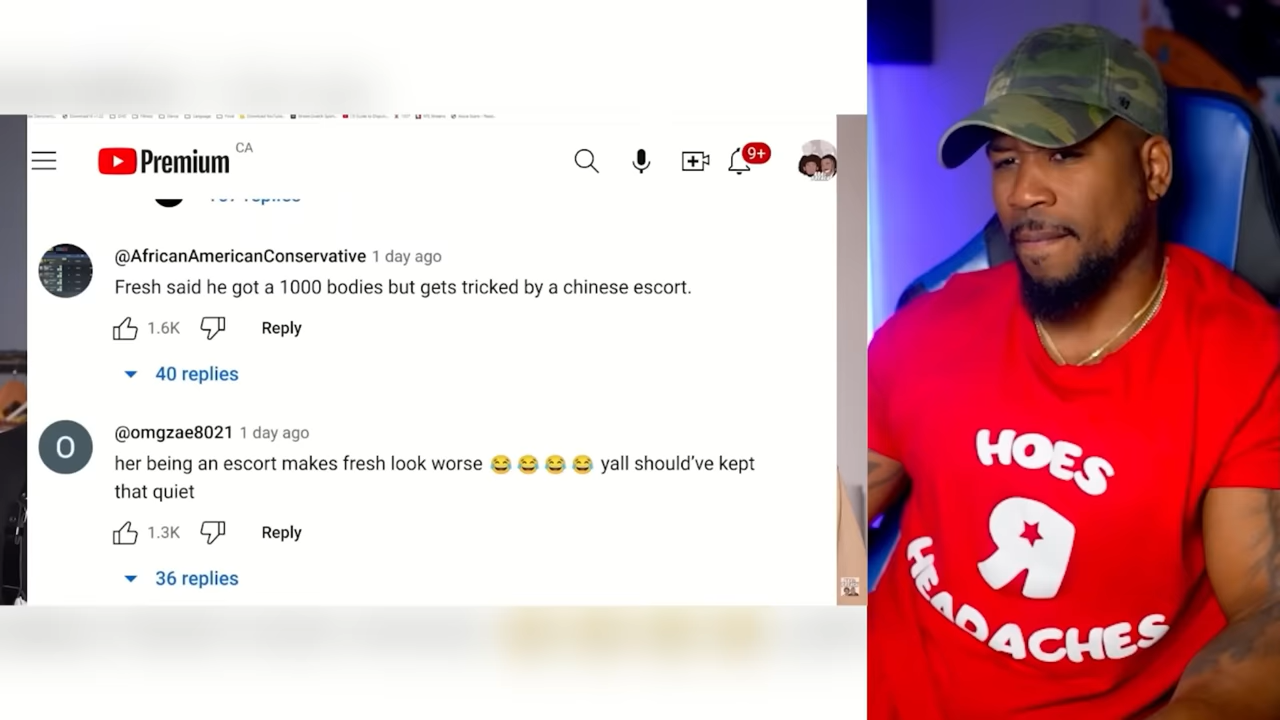 Premium
CA
9+
replies
@AfricanAmericanConservative 1 day ago
Fresh said he got a 1000 bodies but gets tricked by a chinese escort.
1.6K
Reply
40 replies
O
@omgzae8021 1 day ago
her being an escort makes fresh look worse 😂😂😂😂 yall should've kept
that quiet
1.3K
Reply
36 replies
HOES
Я
HEADACHES